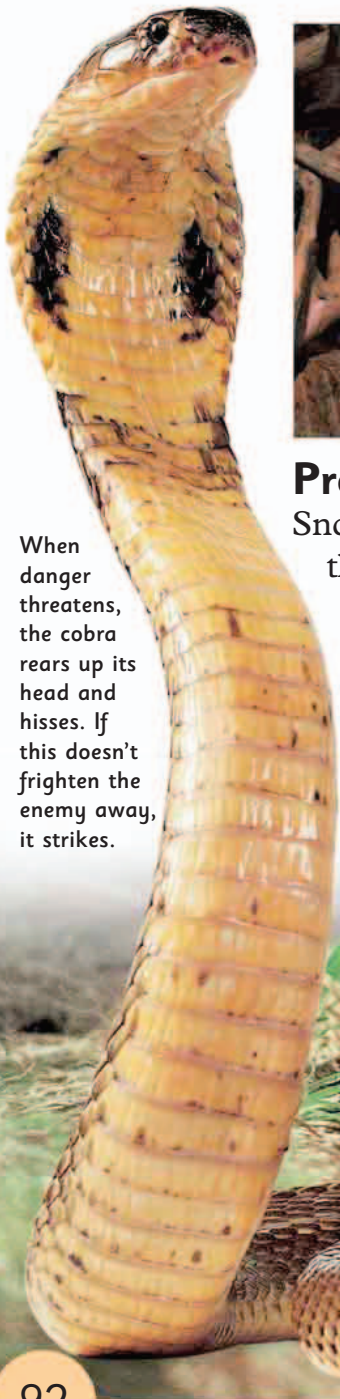 When
danger
threatens,
the cobra
rears up its
head and
hisses. If
this doesn't
frighten the
enemy away,
it strikes.